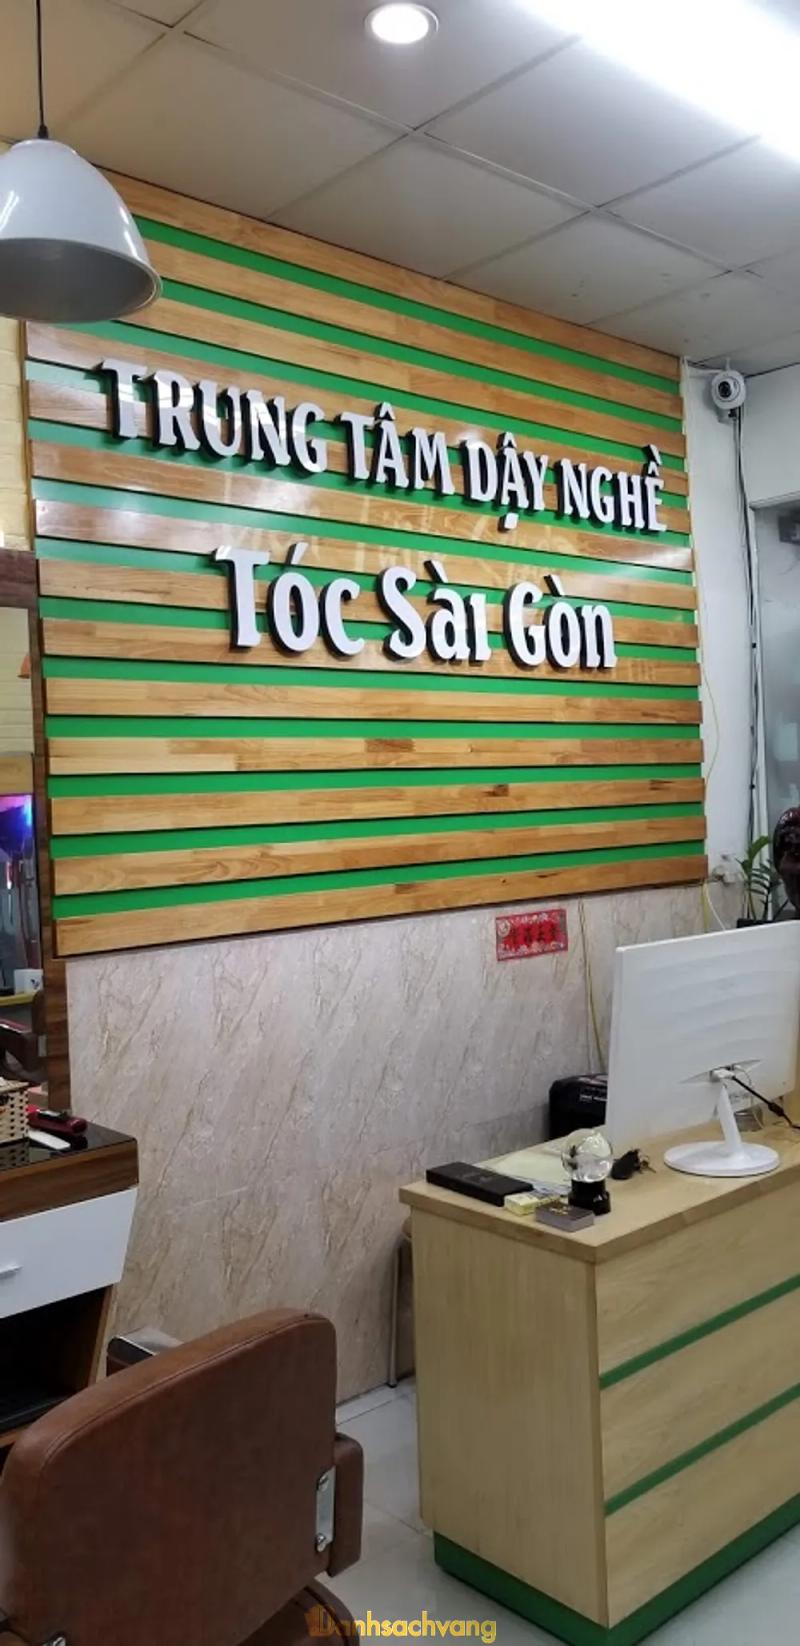 TRUNG TÂM DẬY NGHỀ
Tóc Sài Gòn
Danhsachvang